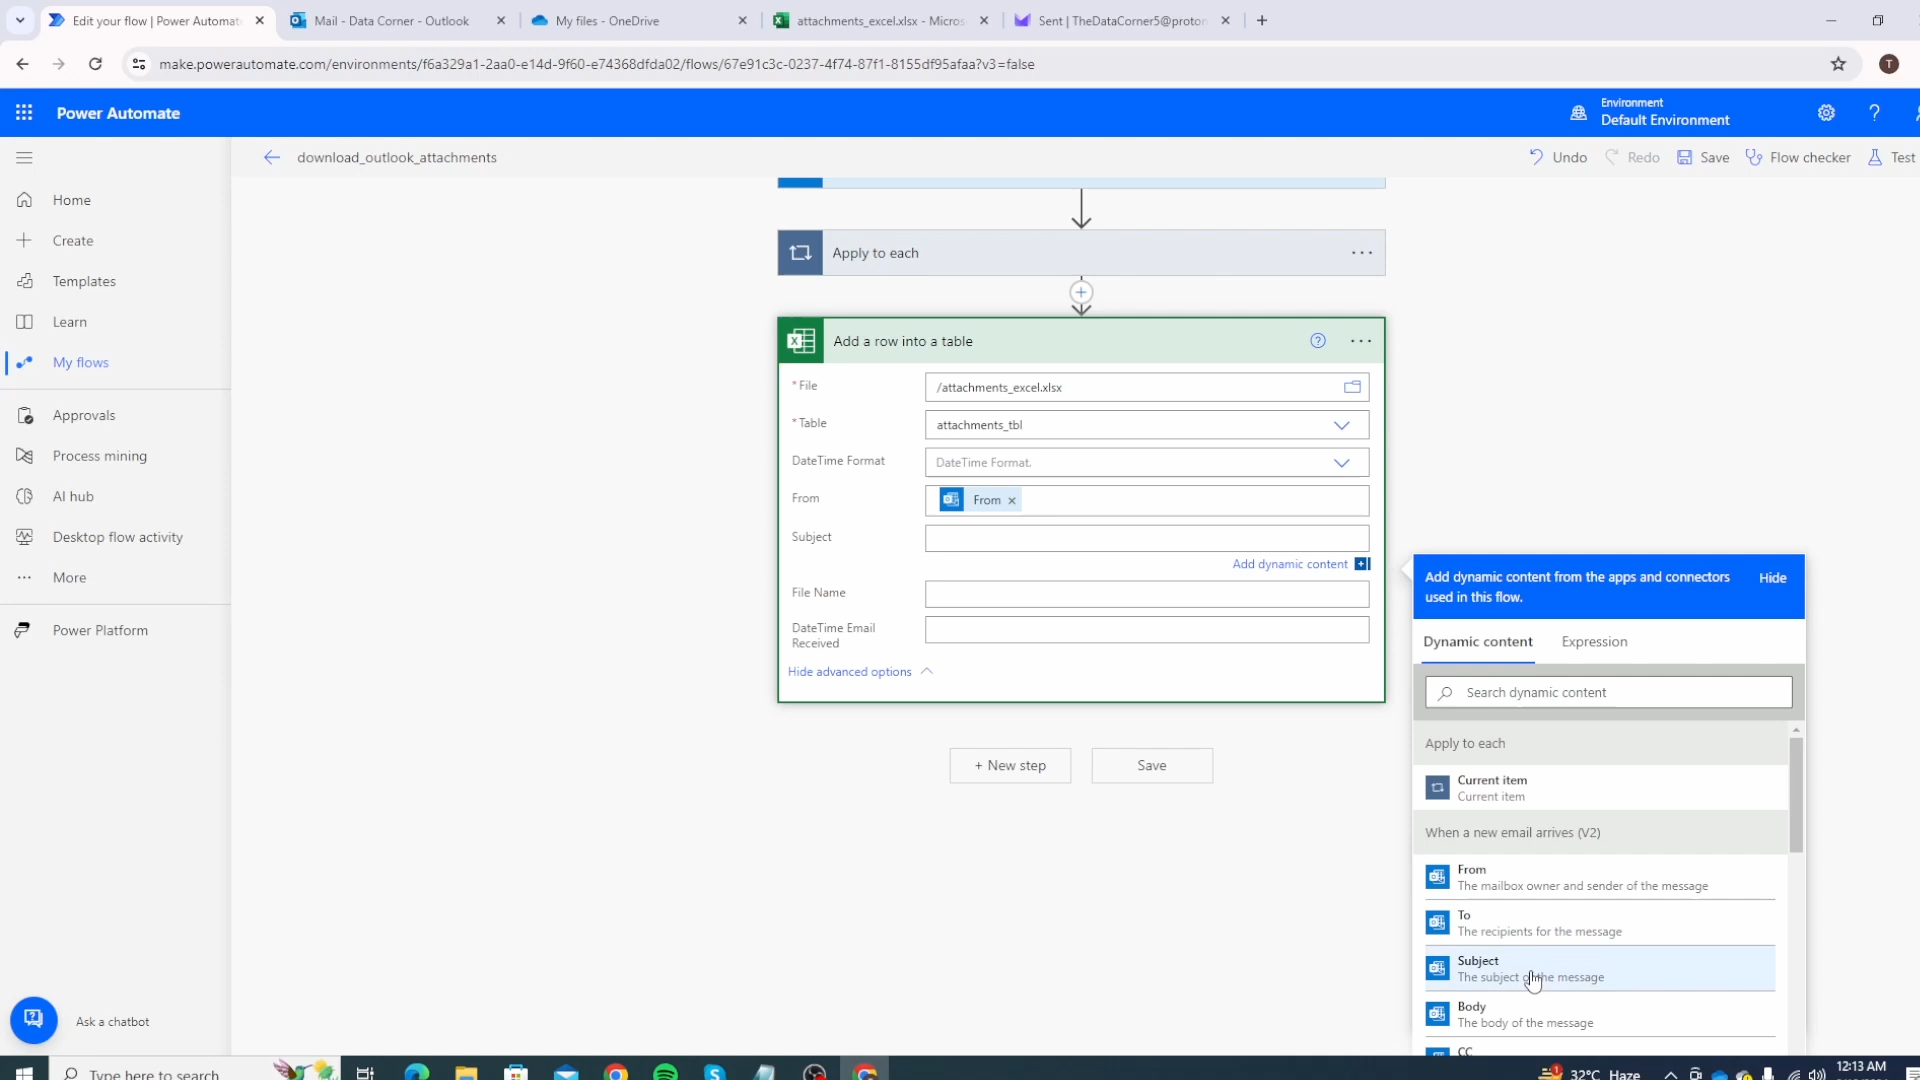 Edit your flow | Power Automate
Mail - Data Corner - Outlook
My files - OneDrive
attachments_excel.xlsx - Micros
Sent | TheDataCorner5@proton
make.powerautomate.com/environments/f6a329a1-2aa0-e14d-9f60-e74368dfda02/flows/67e91c3c-0237-4f74-87f1-8155df95afaa?v3=false
T
Power Automate
Environment
Default Environment
download_outlook_attachments
Undo
Redo
Save
Flow checker
Test
Home
Create
Templates
Learn
My flows
Approvals
Process mining
AI hub
Desktop flow activity
More
Power Platform
Ask a chatbot
Apply to each
Add a row into a table
* File
/attachments_excel.xlsx
* Table
attachments_tbl
DateTime Format
DateTime Format.
From
From
Subject
Add dynamic content
File Name
DateTime Email
Received
Hide advanced options
+ New step
Save
Add dynamic content from the apps and connectors
used in this flow.
Hide
Dynamic content
Expression
Search dynamic content
Apply to each
Current item
Current item
When a new email arrives (V2)
From
The mailbox owner and sender of the message
To
The recipients for the message
Subject
The subject of the message
Body
The body of the message
CC
Type here to search
32°C Haze
12:13 AM